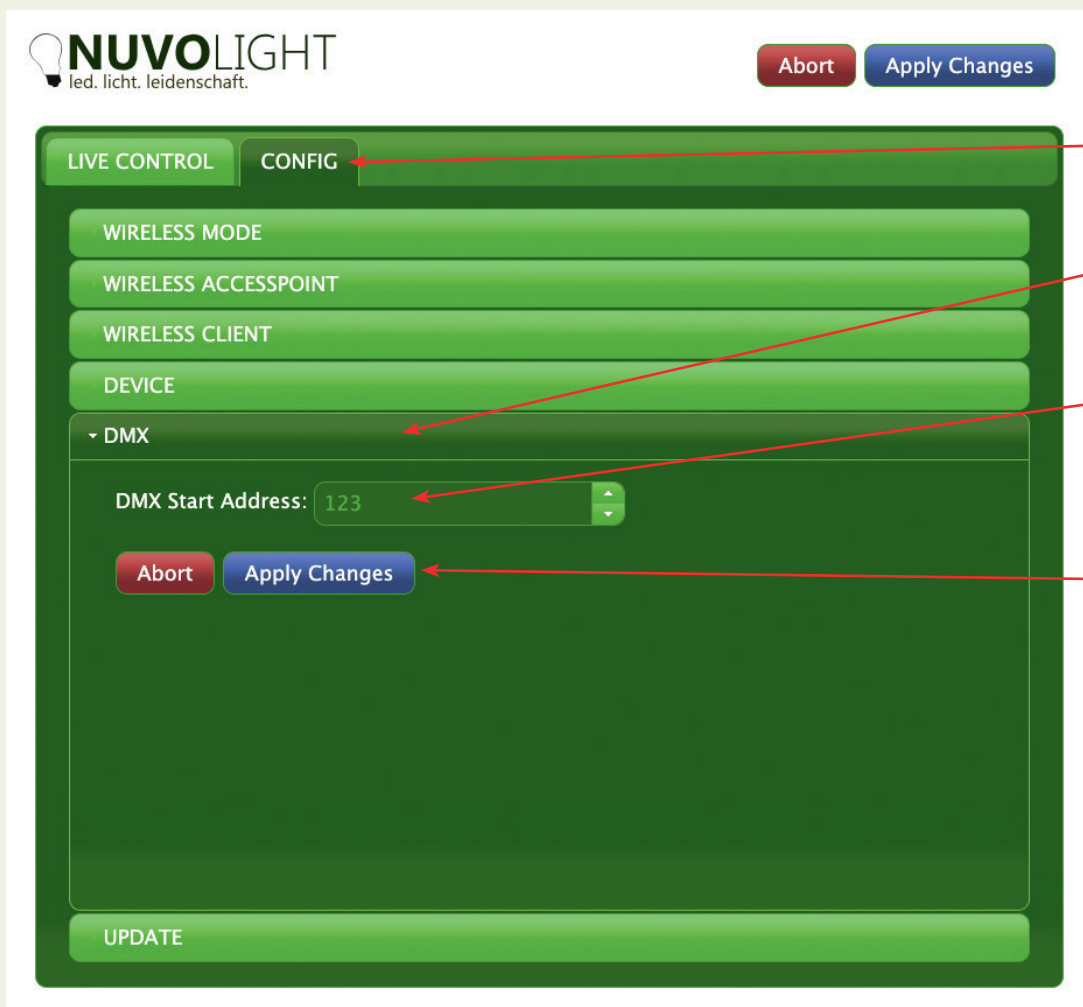 NUVOLIGHT
led. licht. leidenschaft.
Abort Apply Changes
LIVE CONTROL CONFIG
WIRELESS MODE
WIRELESS ACCESSPOINT
WIRELESS CLIENT
DEVICE
DMX
DMX Start Address: 123
Abort Apply Changes
UPDATE